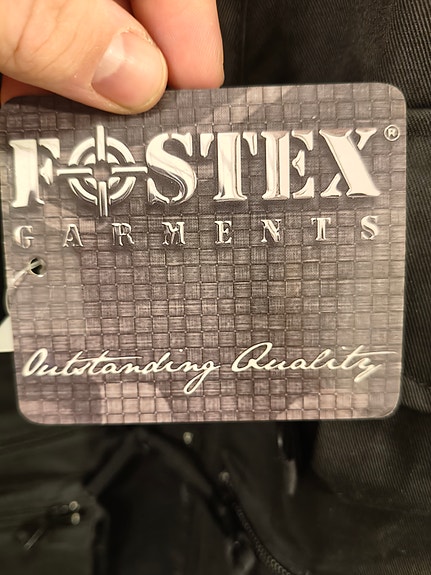 FOSTEX®
GARMENTS
Outstanding Quality